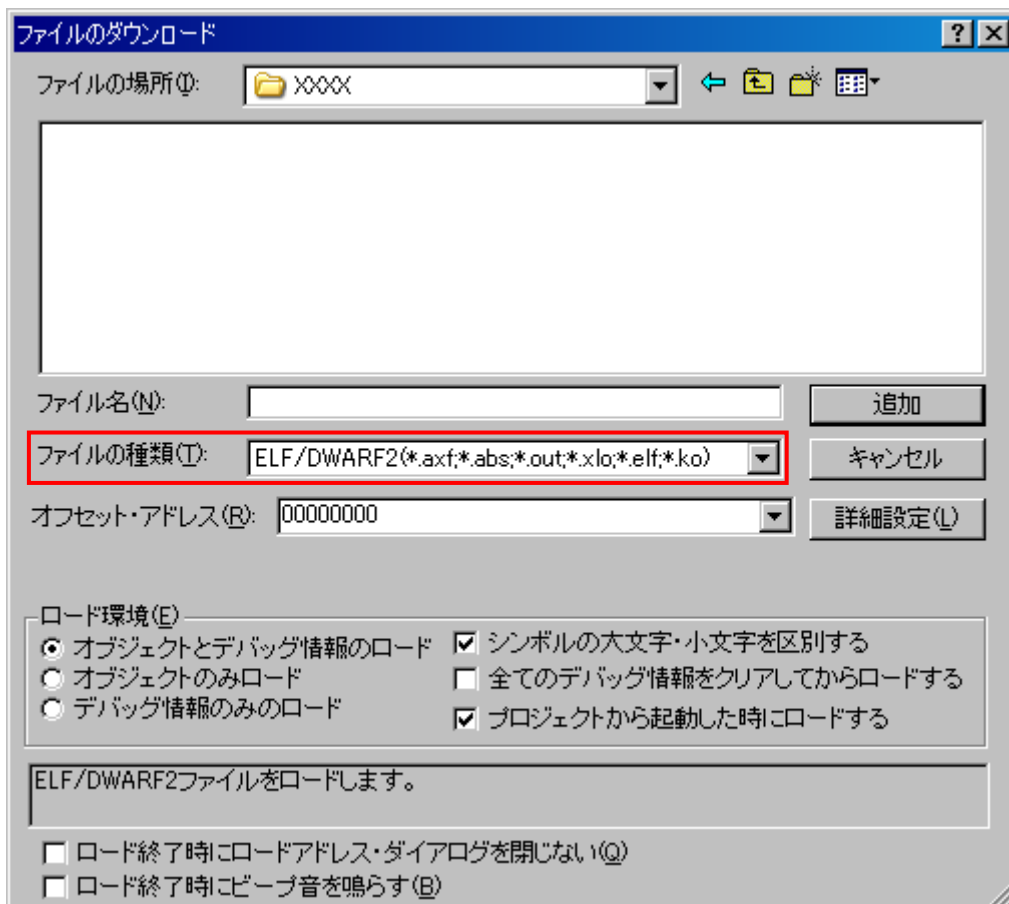 ファイルのダウンロード
ファイルの場所(I): XXXX
ファイル名(N): 追加
ファイルの種類(T): ELF/DWARF2(*.axf;*.abs;*.out;*.xlo;*.elf;*.ko) キャンセル
オフセット・アドレス(R): 00000000 詳細設定(L)
ロード環境(E)
オブジェクトとデバッグ情報のロード シンボルの大文字・小文字を区別する
オブジェクトのみロード 全てのデバッグ情報をクリアしてからロードする
デバッグ情報のみのロード プロジェクトから起動した時にロードする
ELF/DWARF2ファイルをロードします。
ロード終了時にロードアドレス・ダイアログを閉じない(Q)
ロード終了時にビープ音を鳴らす(B)